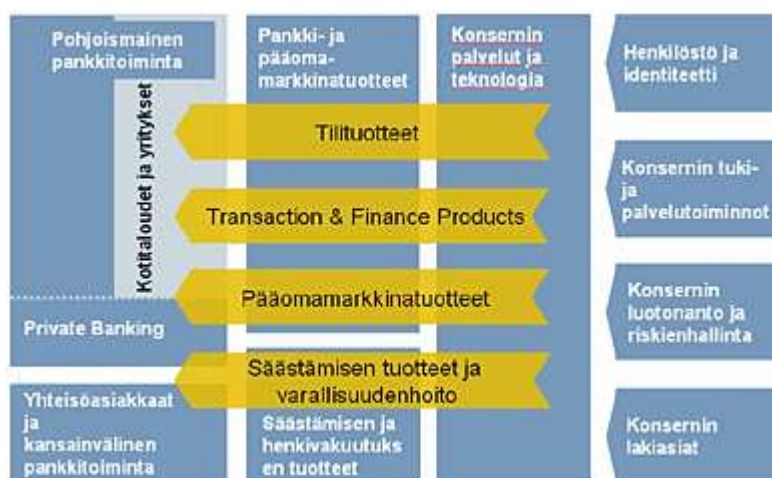 Pohjoismainen
pankkitoiminta
Kotitaloudet ja yritykset
Private Banking
Yhteisöasiakkaat
ja
kansainvälinen
pankkitoiminta
Pankki- ja
pääoma-
markkinatuotteet
Säästämisen ja
henkivakuutuks
en tuotteet
Konsernin
palvelut ja
teknologia
Tilituotteet
Transaction & Finance Products
Pääomamarkkinatuotteet
Säästämisen tuotteet ja
varallisuudenhoito
Henkilöstö ja
identiteetti
Konsernin tuki-
ja
palvelutoiminnot
Konsernin
luotonanto ja
riskienhallinta
Konsernin
lakiasiat